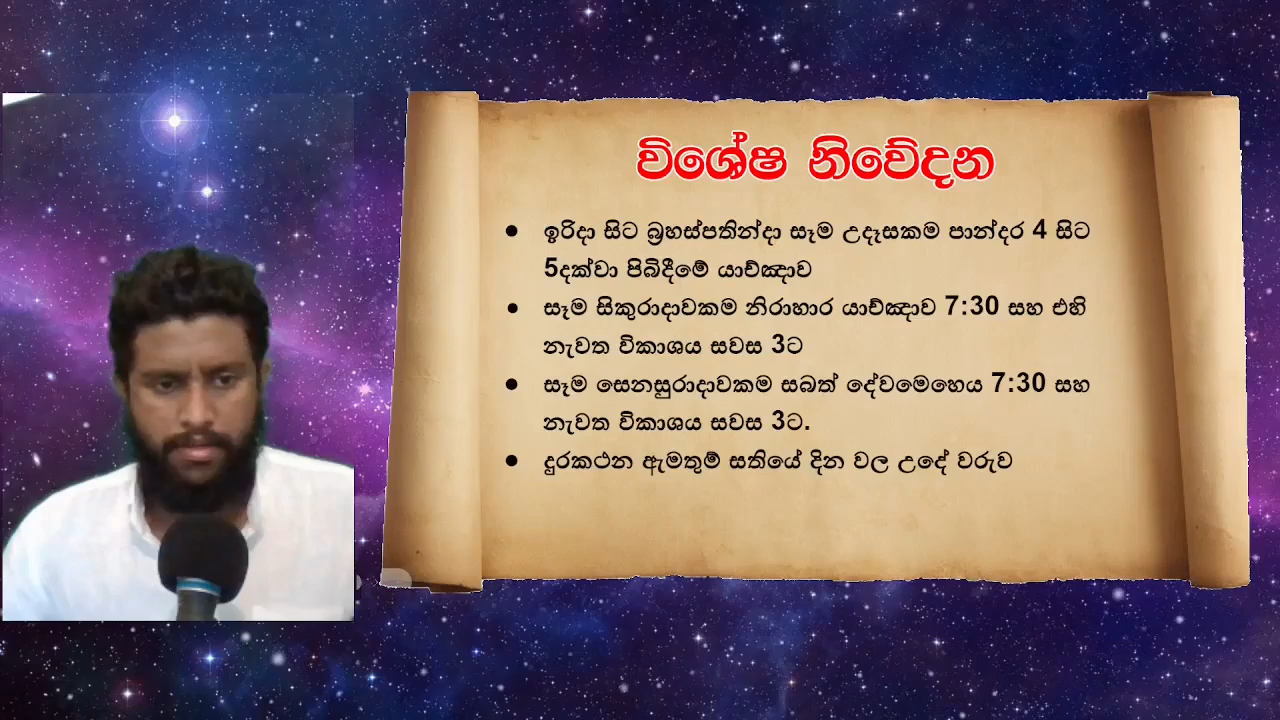 විශේෂ නිවේදන
• ඉරිදා සිට බ්‍රහස්පතින්දා සෑම උදෑසකම පාන්දර 4 සිට
5දක්වා පිබිදීමේ යාච්ඤාව
• සෑම සිකුරාදාවකම නිරාහාර යාච්ඤාව 7:30 සහ එහි
නැවත විකාශය සවස 3ට
• සෑම සෙනසුරාදාවකම සබත් දේවමෙහෙය 7:30 සහ
නැවත විකාශය සවස 3ට.
• දුරකථන ඇමතුම් සතියේ දින වල උදේ වරුව